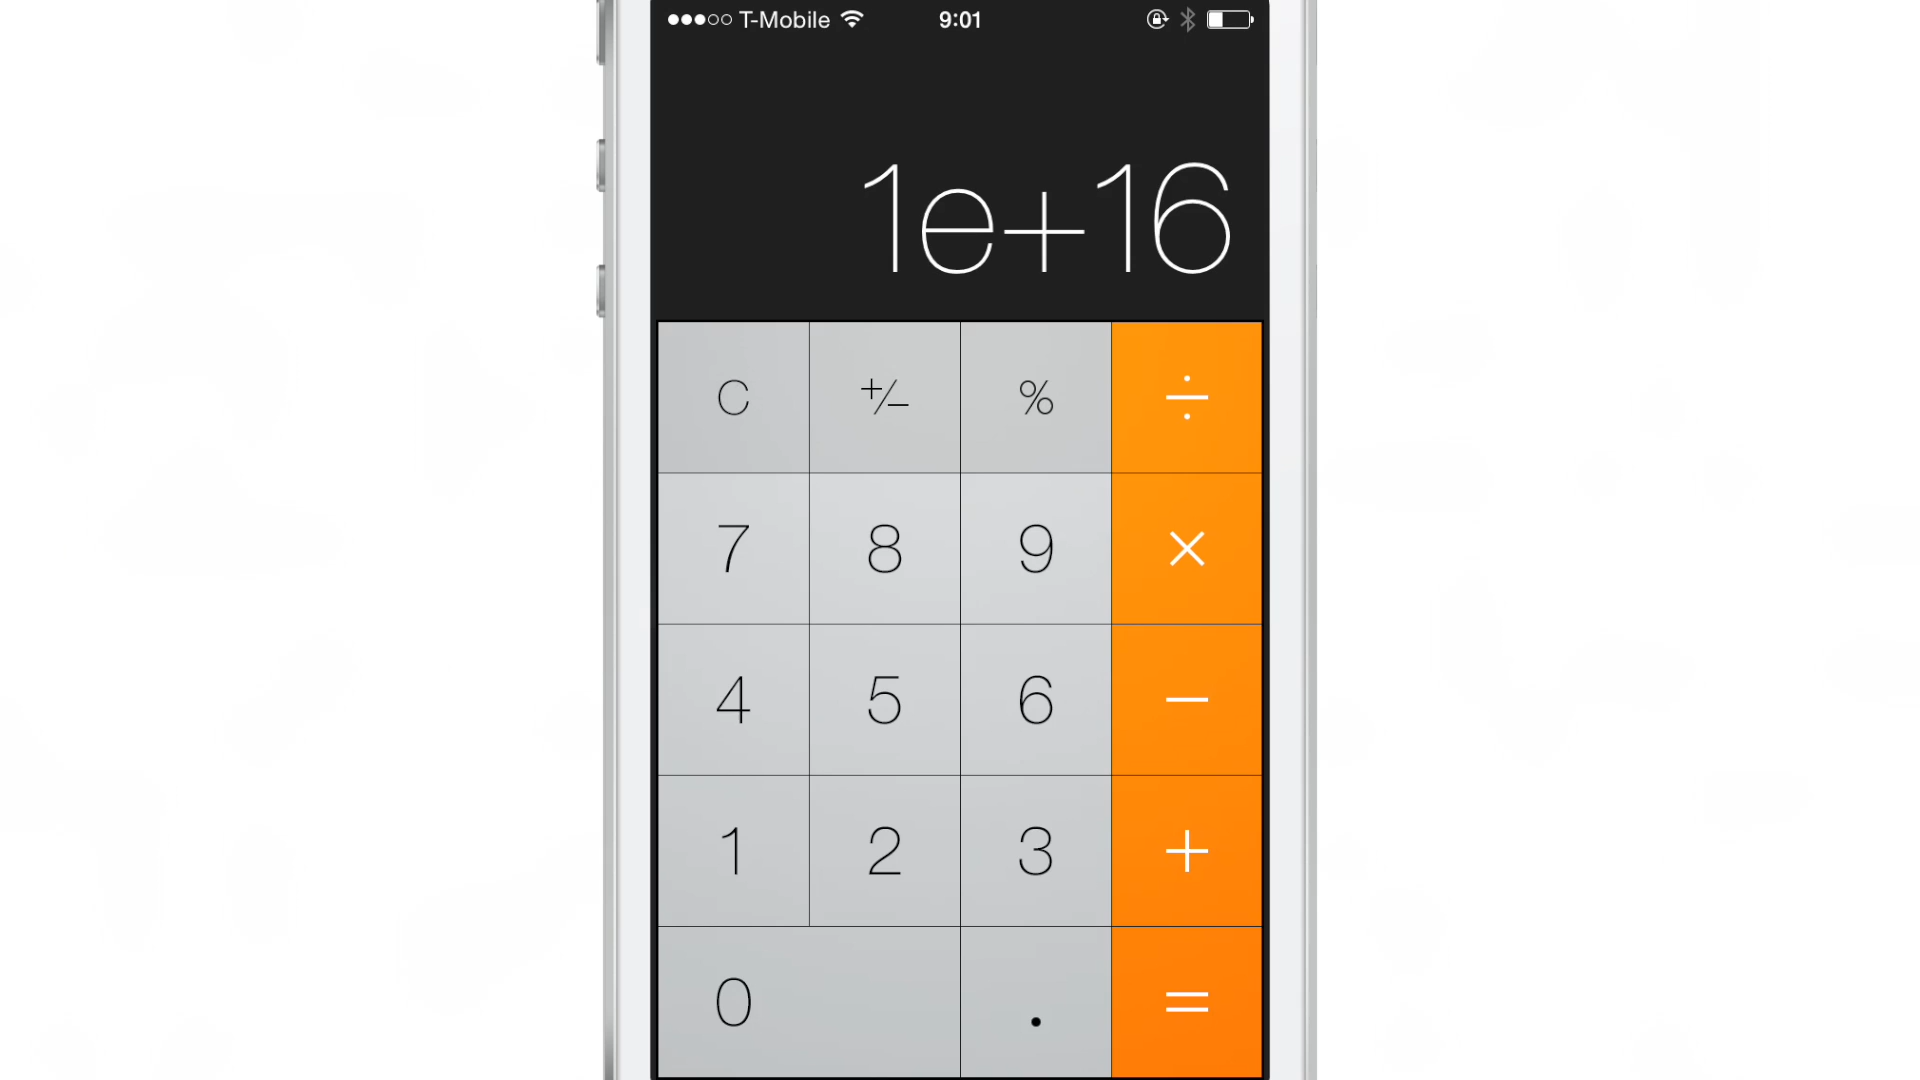 T-Mobile 9:01
1e+16
C +/− % ÷
7 8 9 ×
4 5 6 −
1 2 3 +
0 . =